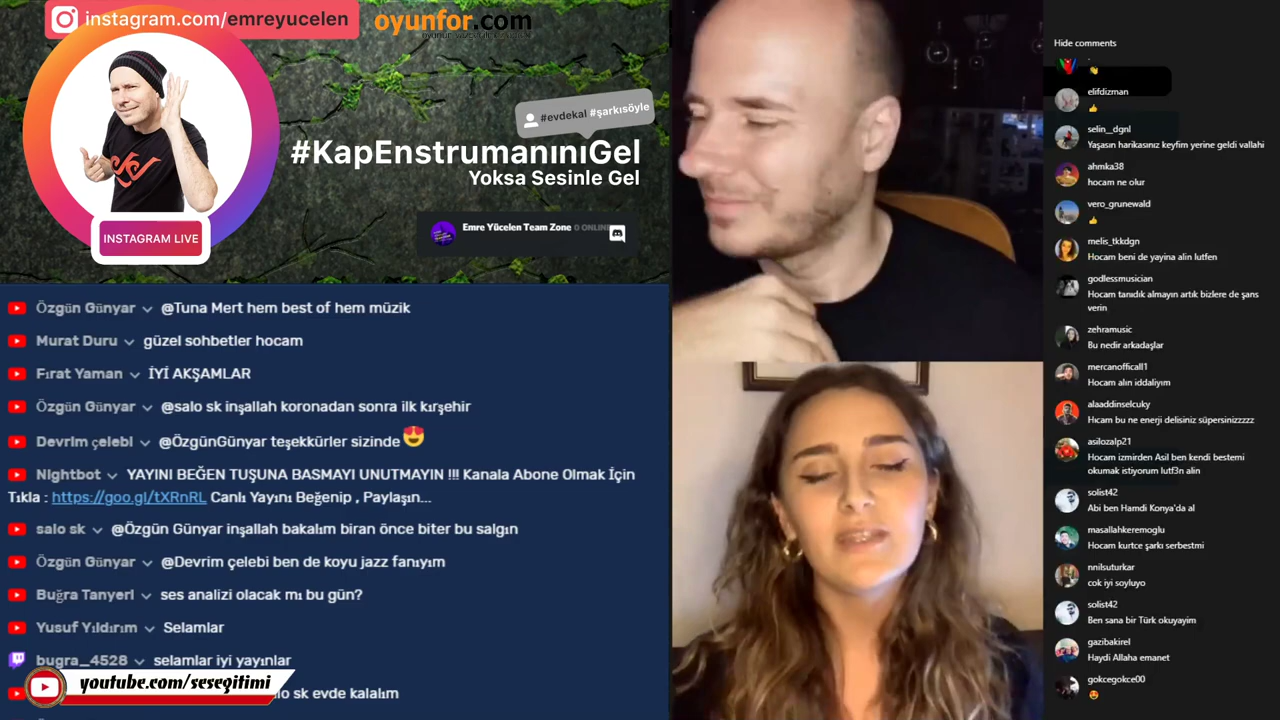 instagram.com/emreyucelen
oyunfor.com
#evdekal #şarkısöyle
#KapEnstrumanınıGel
Yoksa Sesinle Gel
Emre Yücelen Team Zone 0 ONLINE
INSTAGRAM LIVE
Özgün Günyar @Tuna Mert hem best of hem müzik
Murat Duru güzel sohbetler hocam
Fırat Yaman İYİ AKŞAMLAR
Özgün Günyar @salo sk inşallah koronadan sonra ilk kırşehir
Devrim çelebi @ÖzgünGünyar teşekkürler sizinde 😍
Nightbot YAYINI BEĞEN TUŞUNA BASMAYI UNUTMAYIN !!! Kanala Abone Olmak İçin
Tıkla : https://goo.gl/tXRnRL Canlı Yayını Beğenip , Paylaşın...
salo sk @Özgün Günyar inşallah bakalım biran önce biter bu salgın
Özgün Günyar @Devrim çelebi ben de koyu jazz fanıyım
Buğra Tanyeri ses analizi olacak mı bu gün?
Yusuf Yıldırım Selamlar
bugra_4528 selamlar iyi yayınlar
sk evde kalalım
youtube.com/sesegitimi
Hide comments
👏
elifdizman
👍
selin__dgnl
Yaşasın harikasınız keyfim yerine geldi vallahi
ahmka38
hocam ne olur
vero_grunewald
👍
melis_tkkdgn
Hocam beni de yayina alin lutfen
godlessmusician
Hocam tanıdık almayın artık bizlere de şans
verin
zehramusic
Bu nedir arkadaşlar
mercanofficall1
Hocam alın iddalıyım
alaaddinselcuky
Hıcam bu ne enerji delisiniz süpersinizzzzz
asilozalp21
Hocam izmirden Asil ben kendi bestemi
okumak istiyorum lutf3n alin
solist42
Abi ben Hamdi Konya'da al
masallahkeremoglu
Hocam kurtce şarkı serbestmi
nnilsuturkar
cok iyi soyluyo
solist42
Ben sana bir Türk okuyayim
gazibakirel
Haydi Allaha emanet
gokcegokce00
😍